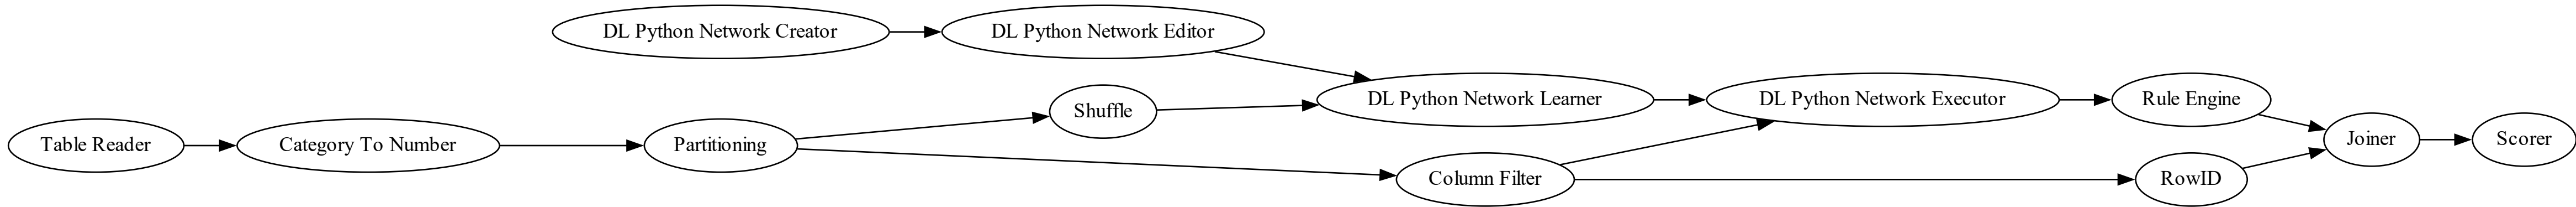 DL Python Network Creator
DL Python Network Editor
Shuffle
DL Python Network Learner
DL Python Network Executor
Rule Engine
Table Reader
Category To Number
Partitioning
Column Filter
RowID
Joiner
Scorer